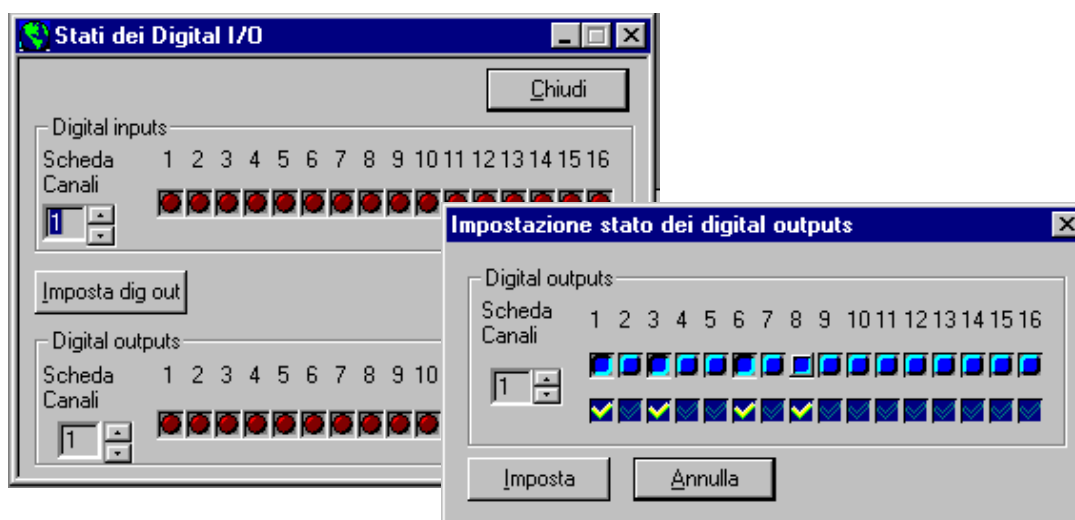 Stati dei Digital I/O
Chiudi
Digital inputs
Scheda 1 2 3 4 5 6 7 8 9 10 11 12 13 14 15 16
Canali
1
Imposta dig out
Digital outputs
Scheda 1 2 3 4 5 6 7 8 9 10
Canali
1
Impostazione stato dei digital outputs
Digital outputs
Scheda 1 2 3 4 5 6 7 8 9 10 11 12 13 14 15 16
Canali
1
Imposta Annulla